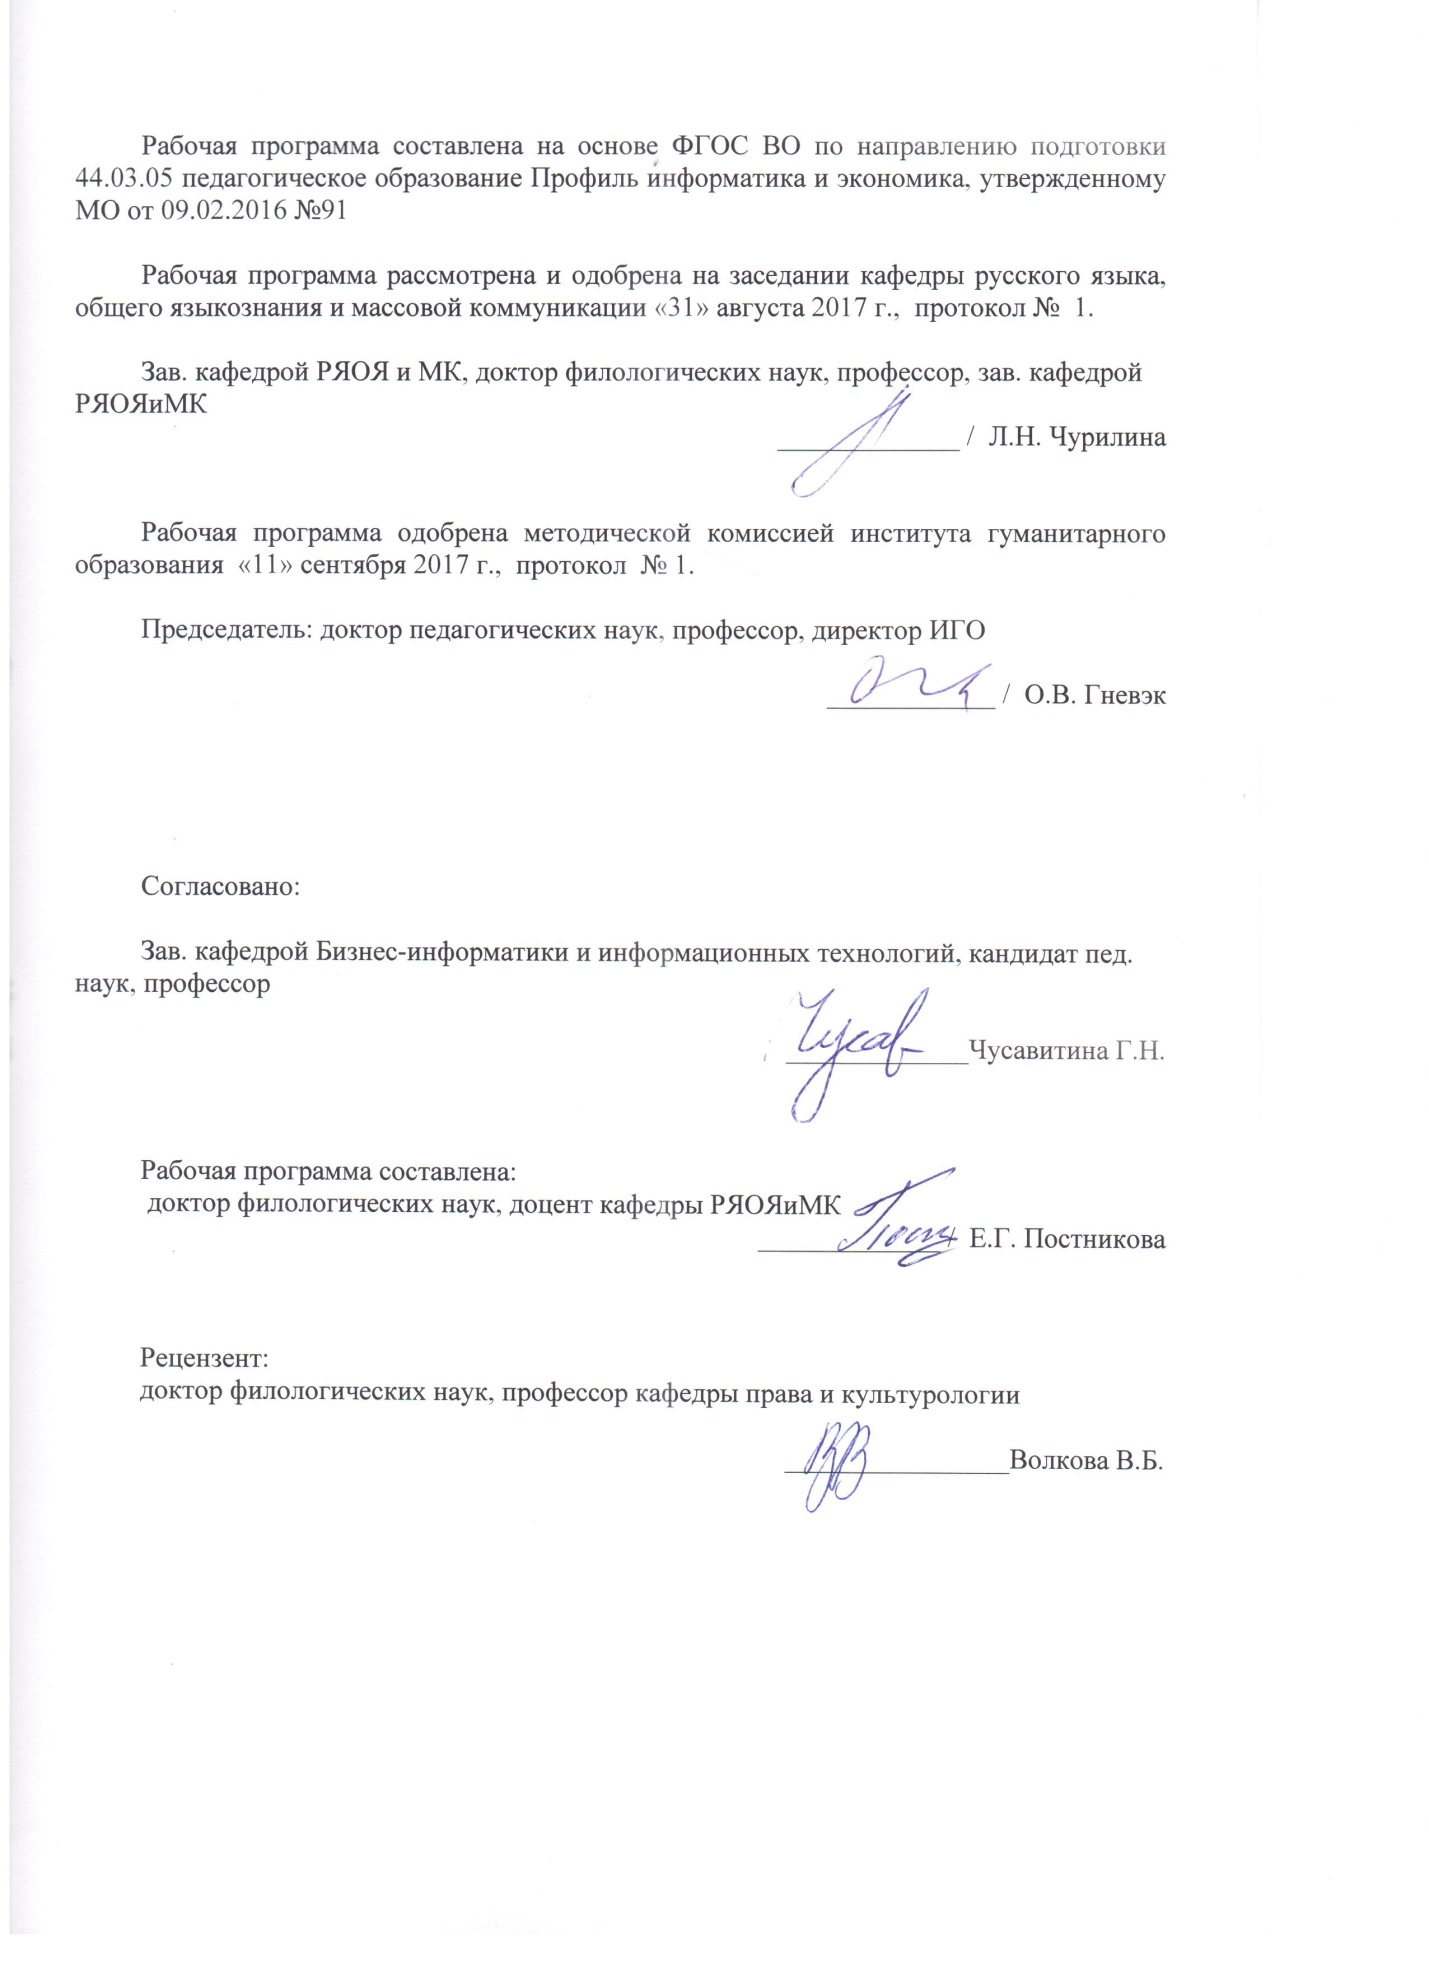 Рабочая программа составлена на основе ФГОС ВО по направлению подготовки
44.03.05 педагогическое образование Профиль информатика и экономика, утвержденному
МО от 09.02.2016 №91
Рабочая программа рассмотрена и одобрена на заседании кафедры русского языка,
общего языкознания и массовой коммуникации «31» августа 2017 г., протокол № 1.
Зав. кафедрой РЯОЯ и МК, доктор филологических наук, профессор, зав. кафедрой
РЯОЯиМК
_____________ / Л.Н. Чурилина
Рабочая программа одобрена методической комиссией института гуманитарного
образования «11» сентября 2017 г., протокол № 1.
Председатель: доктор педагогических наук, профессор, директор ИГО
____________ / О.В. Гневэк
Согласовано:
Зав. кафедрой Бизнес-информатики и информационных технологий, кандидат пед.
наук, профессор
Чусав
_____________Чусавитина Г.Н.
Рабочая программа составлена:
доктор филологических наук, доцент кафедры РЯОЯиМК
_____________ / Е.Г. Постникова
Рецензент:
доктор филологических наук, профессор кафедры права и культурологии
________________Волкова В.Б.